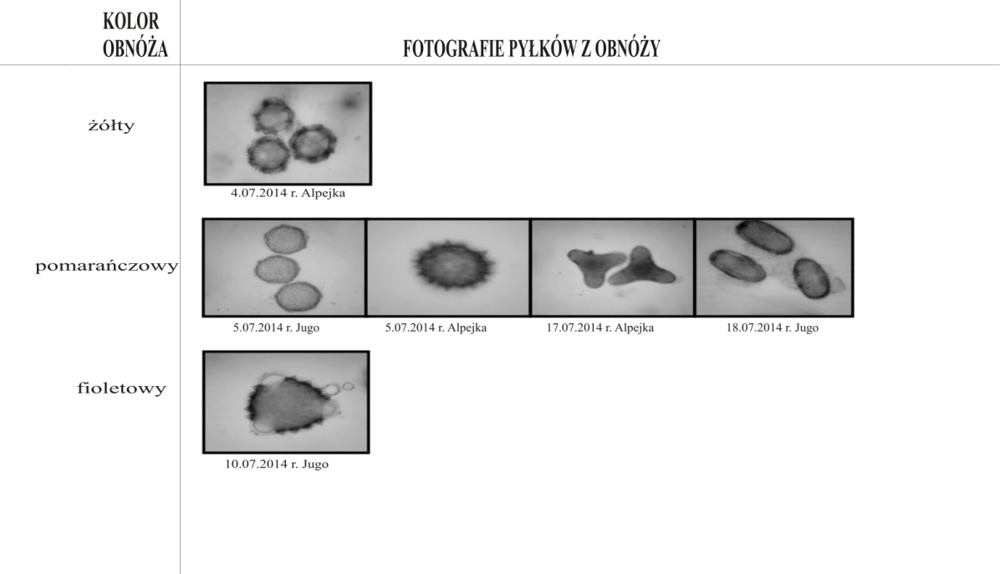 KOLOR
OBNÓŻA
FOTOGRAFIE PYŁKÓW Z OBNÓŻY
żółty
4.07.2014 r. Alpejka
pomarańczowy
5.07.2014 r. Jugo
5.07.2014 r. Alpejka
17.07.2014 r. Alpejka
18.07.2014 r. Jugo
fioletowy
10.07.2014 r. Jugo